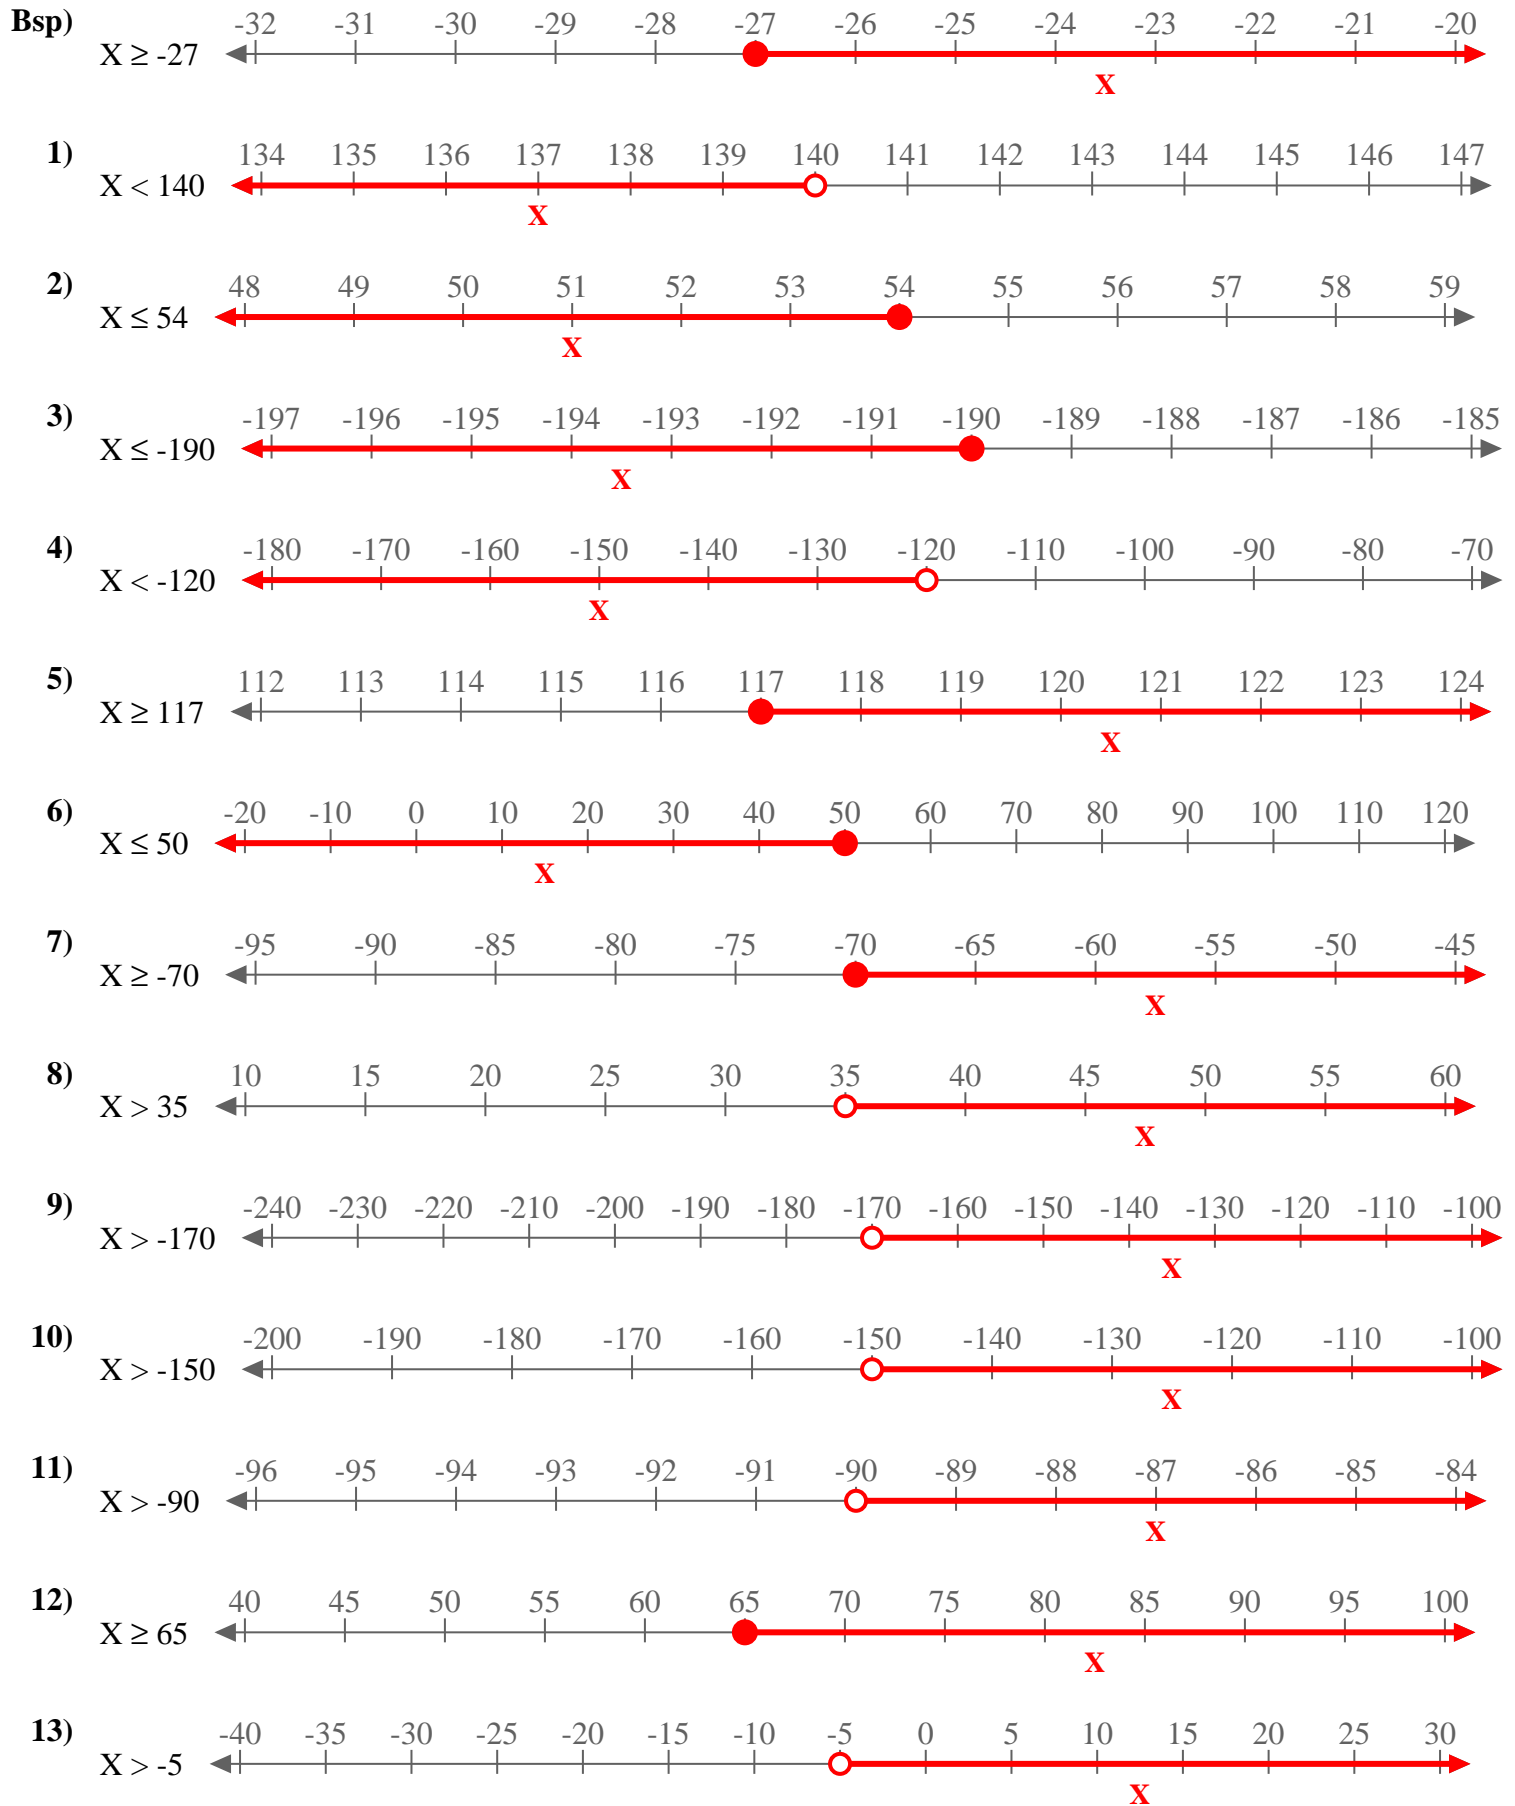 Bsp) -32 -31 -30 -29 -28 -27 -26 -25 -24 -23 -22 -21 -20
X ≥ -27
X
1) 134 135 136 137 138 139 140 141 142 143 144 145 146 147
X < 140
X
2) 48 49 50 51 52 53 54 55 56 57 58 59
X ≤ 54
X
3) -197 -196 -195 -194 -193 -192 -191 -190 -189 -188 -187 -186 -185
X ≤ -190
X
4) -180 -170 -160 -150 -140 -130 -120 -110 -100 -90 -80 -70
X < -120
X
5) 112 113 114 115 116 117 118 119 120 121 122 123 124
X ≥ 117
X
6) -20 -10 0 10 20 30 40 50 60 70 80 90 100 110 120
X ≤ 50
X
7) -95 -90 -85 -80 -75 -70 -65 -60 -55 -50 -45
X ≥ -70
X
8) 10 15 20 25 30 35 40 45 50 55 60
X > 35
X
9) -240 -230 -220 -210 -200 -190 -180 -170 -160 -150 -140 -130 -120 -110 -100
X > -170
X
10) -200 -190 -180 -170 -160 -150 -140 -130 -120 -110 -100
X > -150
X
11) -96 -95 -94 -93 -92 -91 -90 -89 -88 -87 -86 -85 -84
X > -90
X
12) 40 45 50 55 60 65 70 75 80 85 90 95 100
X ≥ 65
X
13) -40 -35 -30 -25 -20 -15 -10 -5 0 5 10 15 20 25 30
X > -5
X